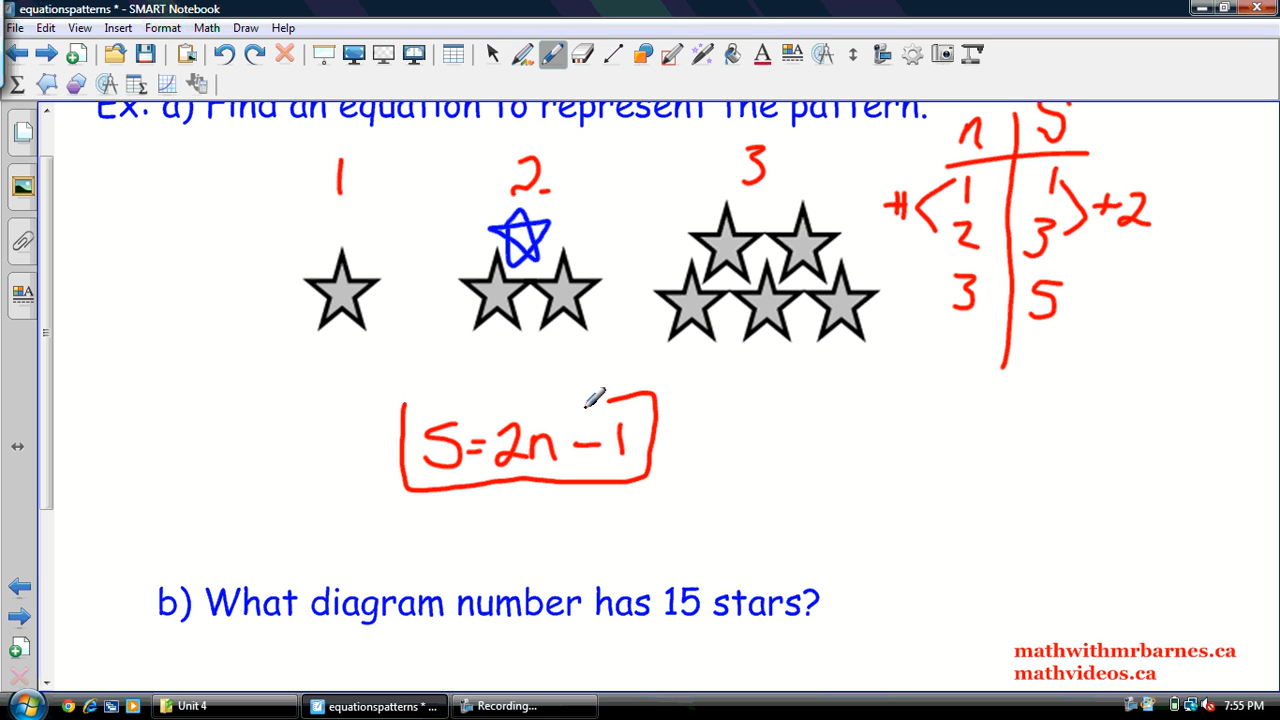 equationspatterns * - SMART Notebook
File Edit View Insert Format Math Draw Help
Ex: a) Find an equation to represent the pattern.
1 2 3
n S
1 1
2 3
3 5
+1 +2
S=2n-1
b) What diagram number has 15 stars?
mathwithmrbarnes.ca
mathvideos.ca
Unit 4 equationspatterns * ... Recording... 7:55 PM